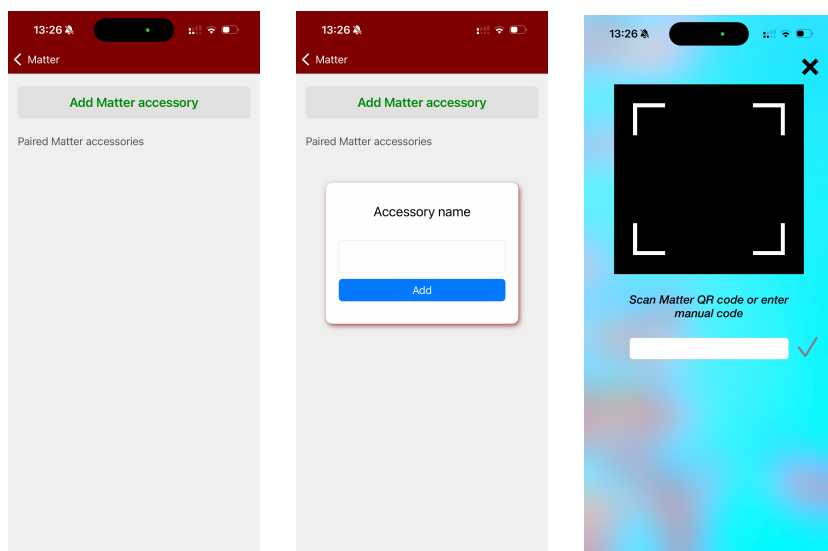 13:26
Matter
Add Matter accessory
Paired Matter accessories
13:26
Matter
Add Matter accessory
Paired Matter accessories
Accessory name
Add
13:26
Scan Matter QR code or enter
manual code